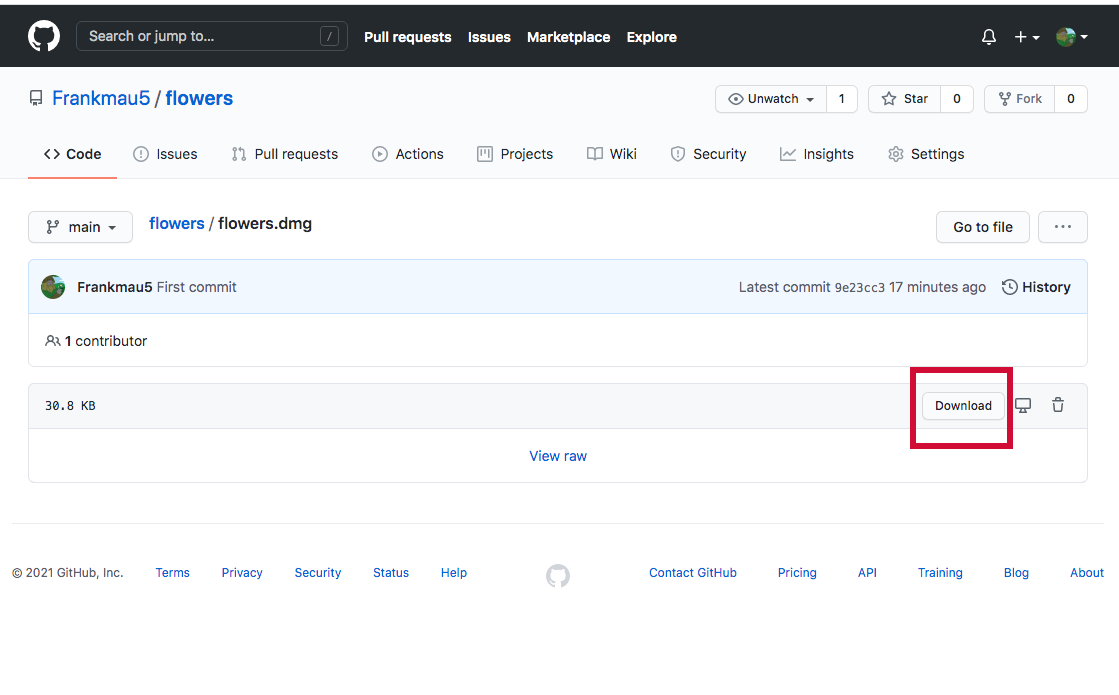 Search or jump to... / Pull requests Issues Marketplace Explore
Frankmau5 / flowers Unwatch 1 Star 0 Fork 0
Code Issues Pull requests Actions Projects Wiki Security Insights Settings
main flowers / flowers.dmg Go to file ...
Frankmau5 First commit Latest commit 9e23cc3 17 minutes ago History
1 contributor
30.8 KB Download
View raw
© 2021 GitHub, Inc. Terms Privacy Security Status Help Contact GitHub Pricing API Training Blog About